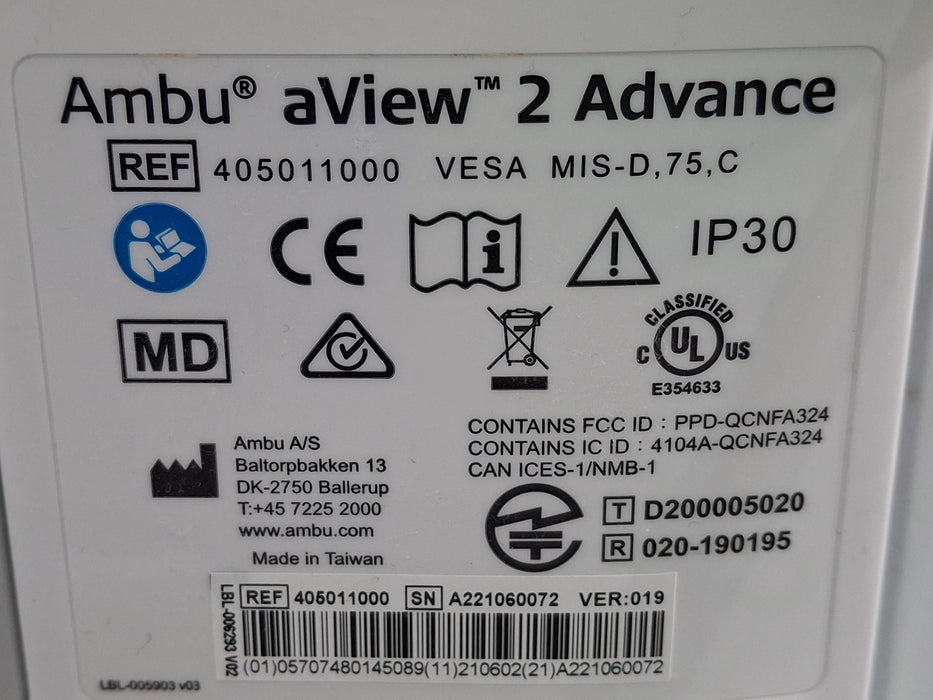 Ambu® aView™ 2 Advance
REF 405011000 VESA MIS-D,75,C
CE IP30
MD
CLASSIFIED
C UL US
E354633
CONTAINS FCC ID : PPD-QCNFA324
CONTAINS IC ID : 4104A-QCNFA324
CAN ICES-1/NMB-1
Ambu A/S
Baltorpbakken 13
DK-2750 Ballerup
T:+45 7225 2000
www.ambu.com
Made in Taiwan
T D200005020
R 020-190195
LBL-006293 V02
REF 405011000 SN A221060072 VER:019
(01)05707480145089(11)210602(21)A221060072
LBL-005903 v03